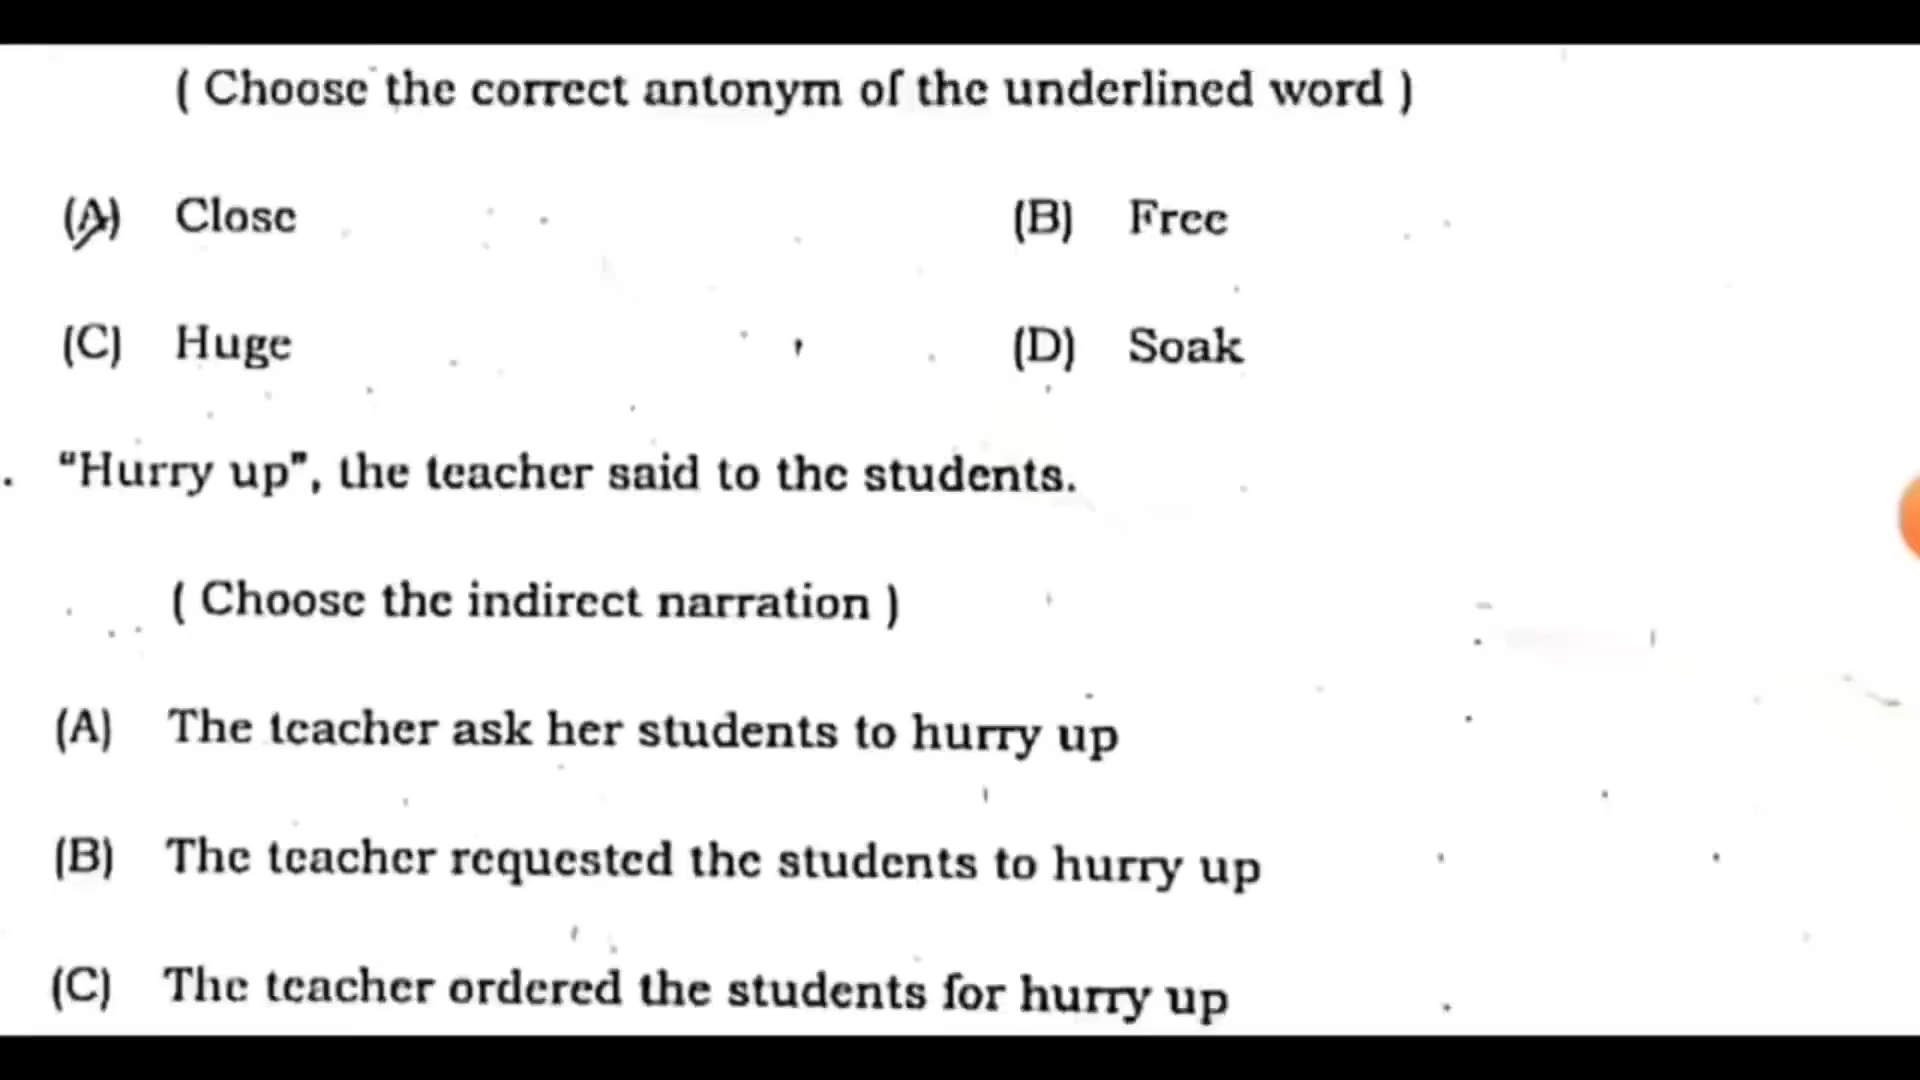 ( Choose the correct antonym of the underlined word )
(A) Close (B) Free
(C) Huge (D) Soak
. "Hurry up", the teacher said to the students.
( Choose the indirect narration )
(A) The teacher ask her students to hurry up
(B) The teacher requested the students to hurry up
(C) The teacher ordered the students for hurry up